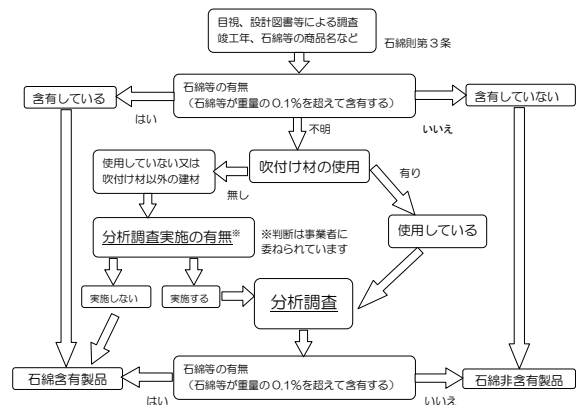 目視、設計図書等による調査
竣工年、石綿等の商品名など
石綿則第３条
石綿等の有無
（石綿等が重量の０.１％を超えて含有する）
含有している
含有していない
はい
いいえ
不明
使用していない又は
吹付け材以外の建材
吹付け材の使用
無し
有り
分析調査実施の有無※
※判断は事業者に
委ねられています
使用している
実施しない
実施する
分析調査
石綿含有製品
石綿等の有無
（石綿等が重量の０.１％を超えて含有する）
石綿非含有製品
はい
いいえ